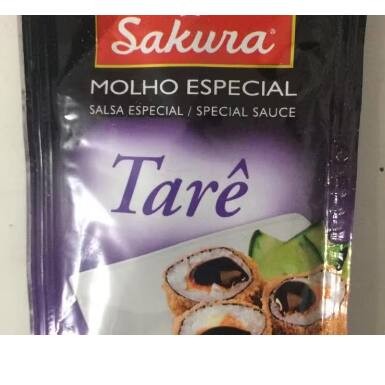 Sakura®
MOLHO ESPECIAL
SALSA ESPECIAL / SPECIAL SAUCE
Tarê